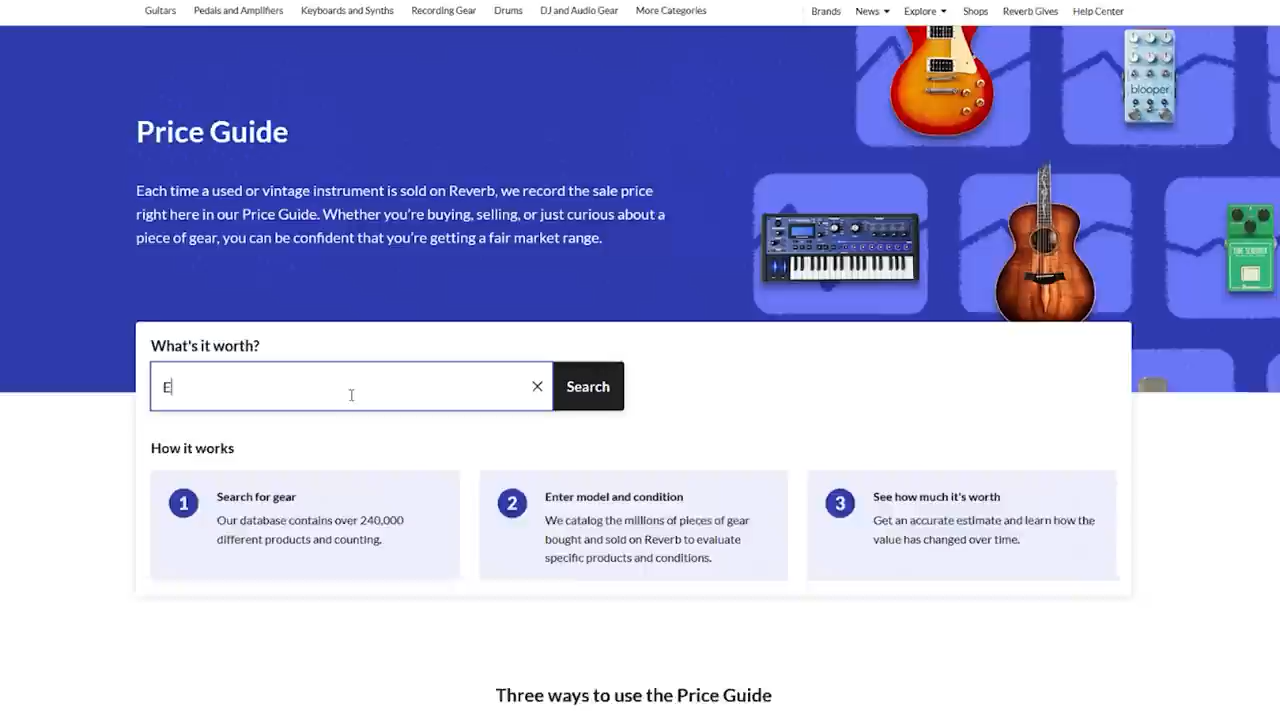 Guitars Pedals and Amplifiers Keyboards and Synths Recording Gear Drums DJ and Audio Gear More Categories Brands News Explore Shops Reverb Gives Help Center
Price Guide
Each time a used or vintage instrument is sold on Reverb, we record the sale price
right here in our Price Guide. Whether you're buying, selling, or just curious about a
piece of gear, you can be confident that you're getting a fair market range.
blooper
TUBE SCREAMER
What's it worth?
E
Search
How it works
1 Search for gear
Our database contains over 240,000
different products and counting.
2 Enter model and condition
We catalog the millions of pieces of gear
bought and sold on Reverb to evaluate
specific products and conditions.
3 See how much it's worth
Get an accurate estimate and learn how the
value has changed over time.
Three ways to use the Price Guide